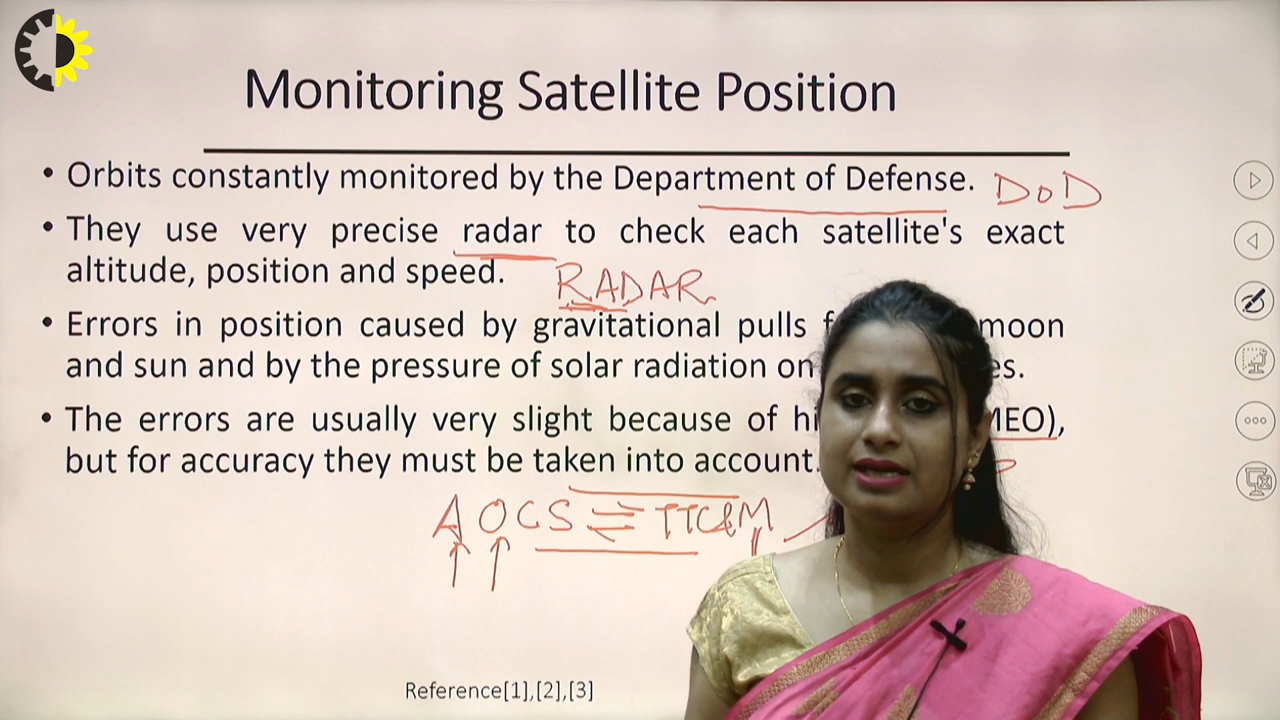 Monitoring Satellite Position
• Orbits constantly monitored by the Department of Defense. DOD
• They use very precise radar to check each satellite's exact
altitude, position and speed. RADAR
• Errors in position caused by gravitational pulls moon
and sun and by the pressure of solar radiation on
• The errors are usually very slight because of MEO),
but for accuracy they must be taken into account.
AOCS ⇌ TTC&M
Reference[1],[2],[3]